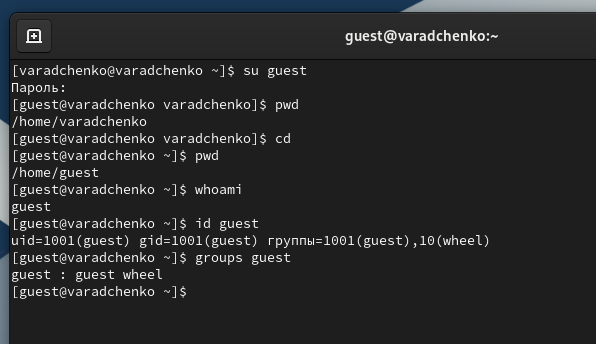 guest@varadchenko:~
[varadchenko@varadchenko ~]$ su guest
Пароль:
[guest@varadchenko varadchenko]$ pwd
/home/varadchenko
[guest@varadchenko varadchenko]$ cd
[guest@varadchenko ~]$ pwd
/home/guest
[guest@varadchenko ~]$ whoami
guest
[guest@varadchenko ~]$ id guest
uid=1001(guest) gid=1001(guest) группы=1001(guest),10(wheel)
[guest@varadchenko ~]$ groups guest
guest : guest wheel
[guest@varadchenko ~]$